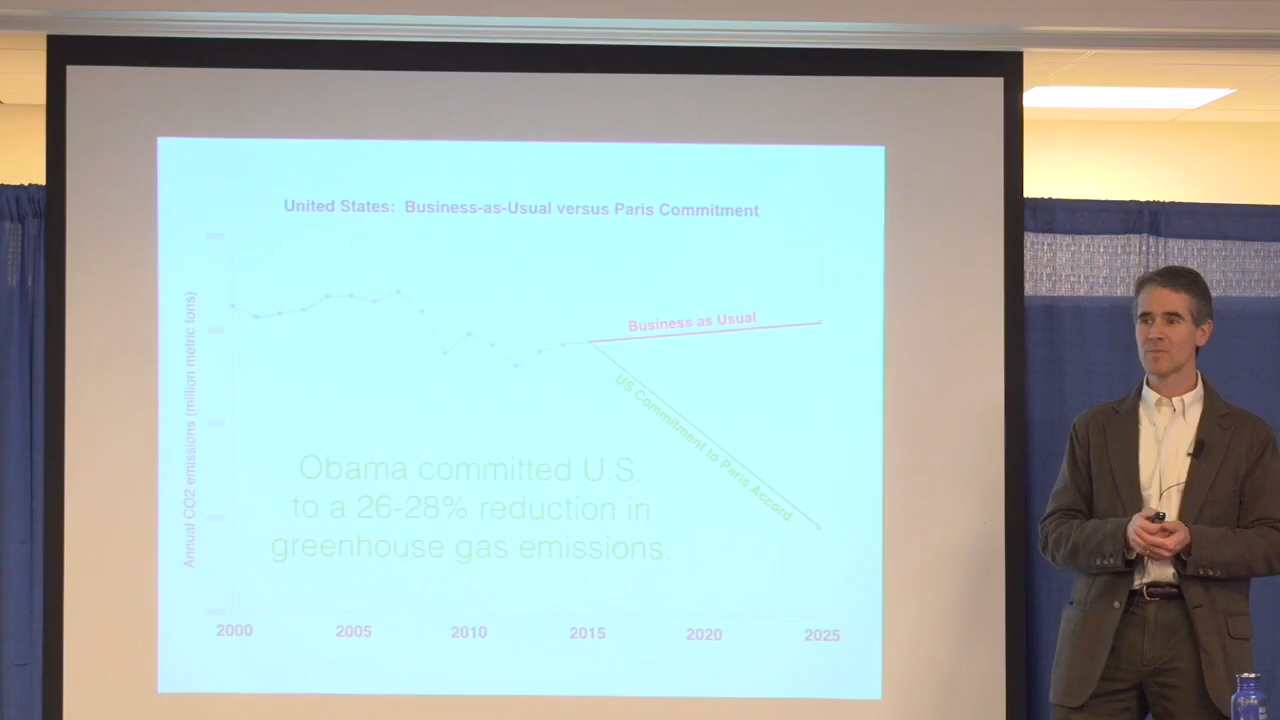 United States:  Business-as-Usual versus Paris Commitment
Annual CO2 emissions (million metric tons)
Business as Usual
US Commitment to Paris Accord
Obama committed U.S.
to a 26-28% reduction in
greenhouse gas emissions.
2000 2005 2010 2015 2020 2025